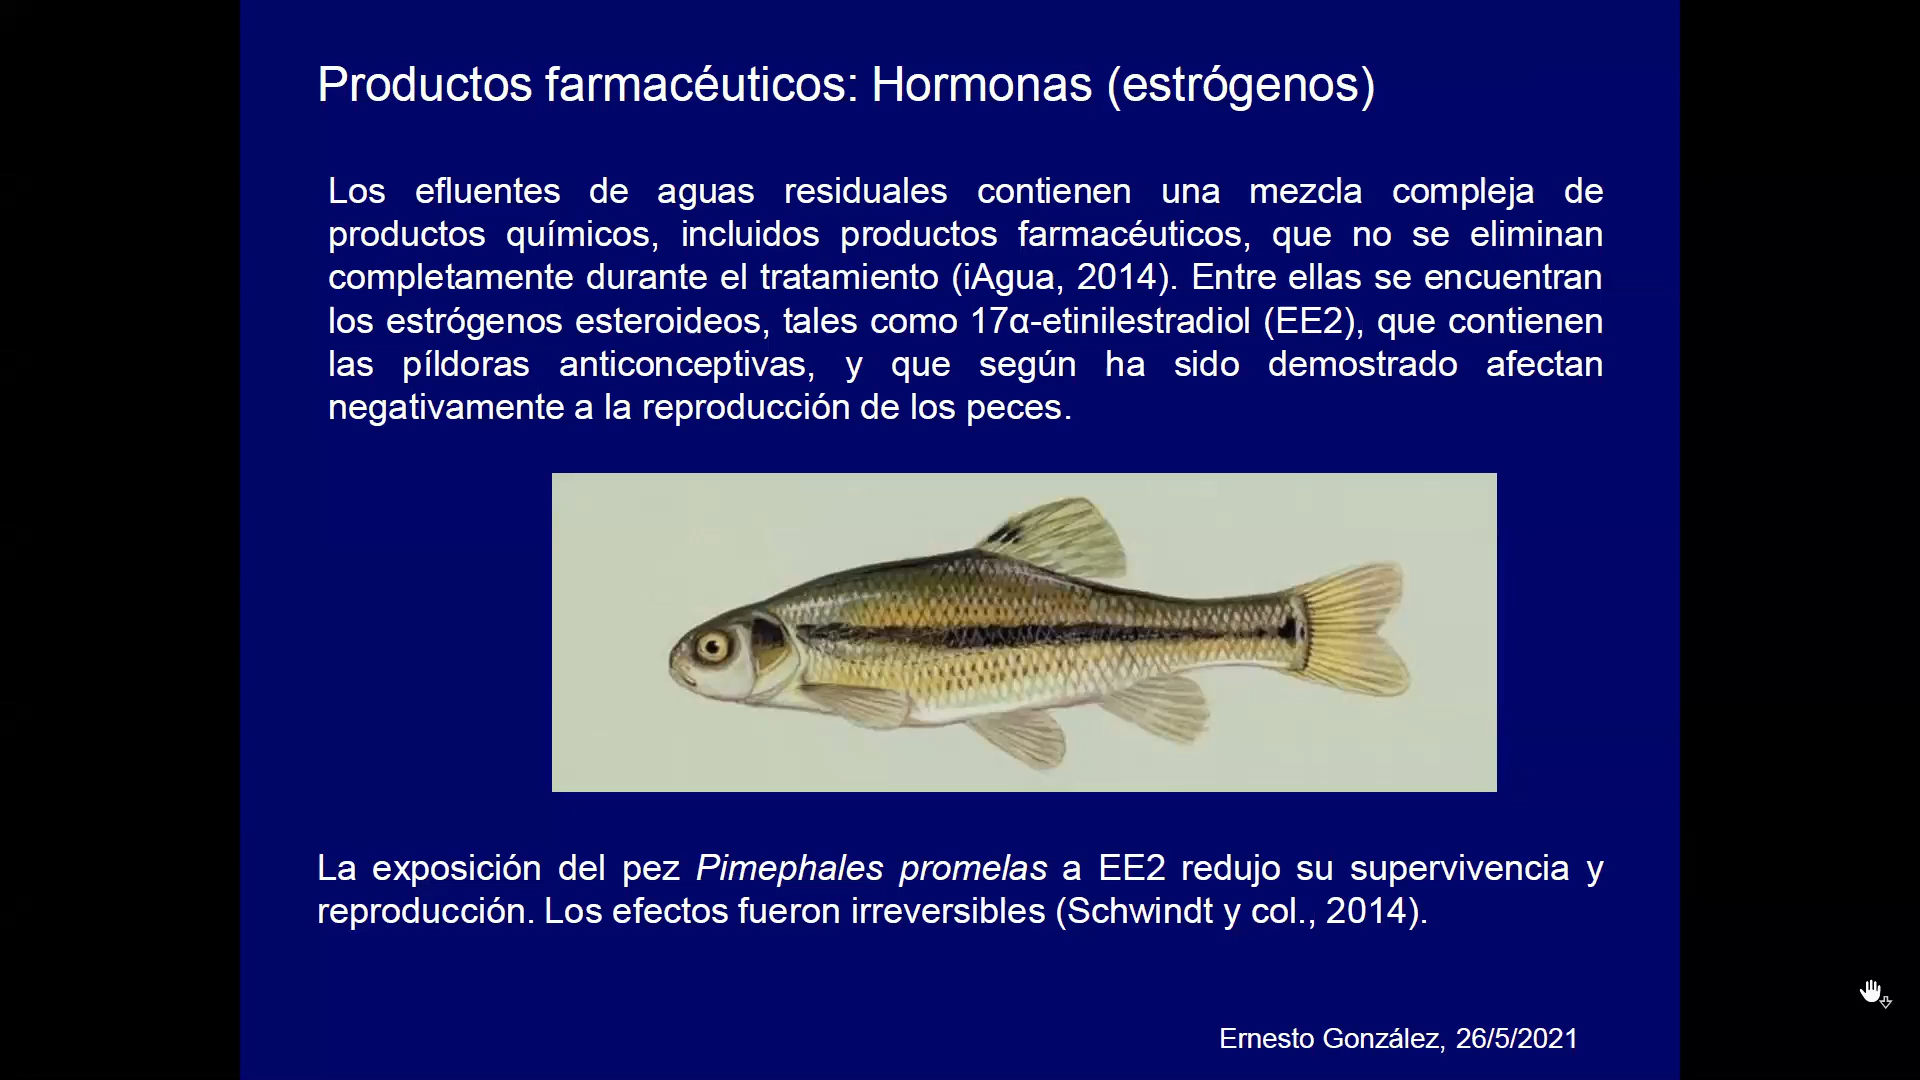 Productos farmacéuticos: Hormonas (estrógenos)
Los efluentes de aguas residuales contienen una mezcla compleja de
productos químicos, incluidos productos farmacéuticos, que no se eliminan
completamente durante el tratamiento (iAgua, 2014). Entre ellas se encuentran
los estrógenos esteroideos, tales como 17α-etinilestradiol (EE2), que contienen
las píldoras anticonceptivas, y que según ha sido demostrado afectan
negativamente a la reproducción de los peces.
La exposición del pez Pimephales promelas a EE2 redujo su supervivencia y
reproducción. Los efectos fueron irreversibles (Schwindt y col., 2014).
Ernesto González, 26/5/2021